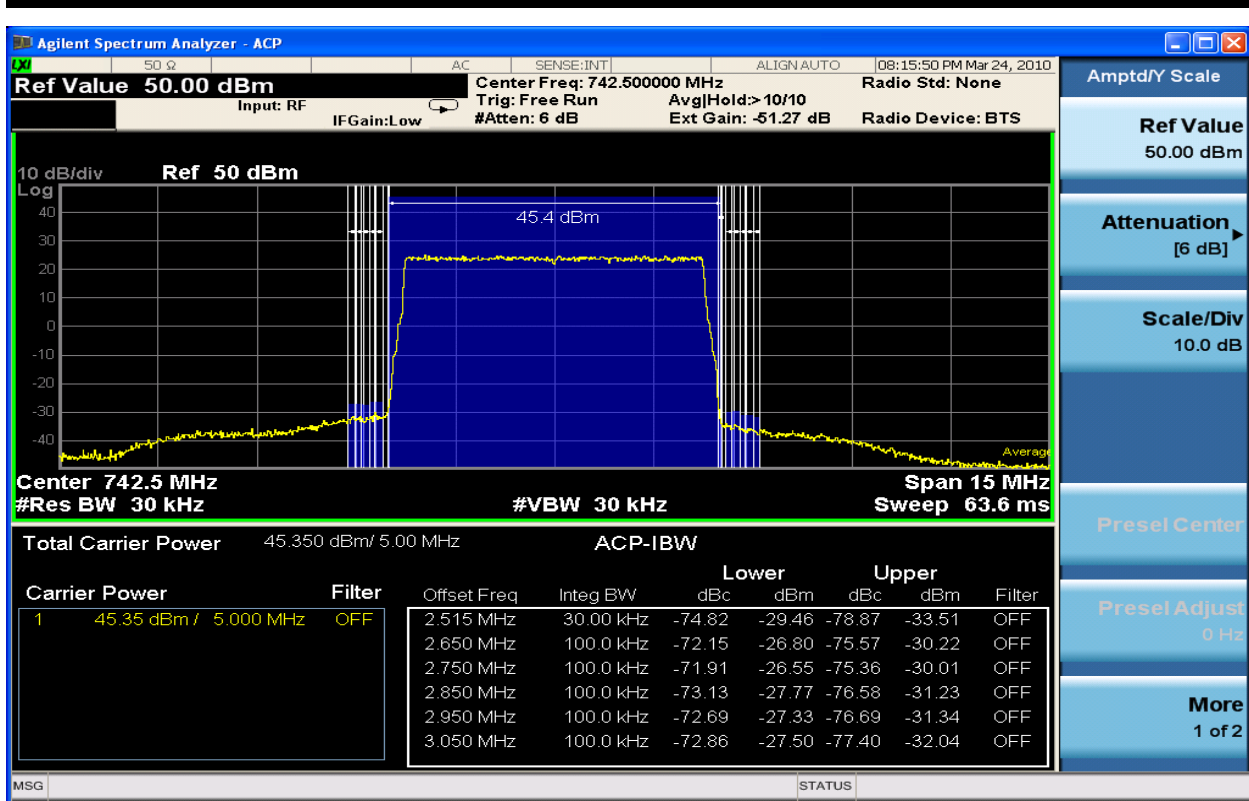 Agilent Spectrum Analyzer - ACP
LXI 50 Ω AC SENSE:INT ALIGN AUTO 08:15:50 PM Mar 24, 2010
Ref Value 50.00 dBm
Input: RF
IFGain:Low
Center Freq: 742.500000 MHz
Trig: Free Run
#Atten: 6 dB
Avg|Hold:> 10/10
Ext Gain: -51.27 dB
Radio Std: None
Radio Device: BTS
10 dB/div Ref 50 dBm
Log
40
30
20
10
0
-10
-20
-30
-40
45.4 dBm
Average
Center 742.5 MHz Span 15 MHz
#Res BW 30 kHz #VBW 30 kHz Sweep 63.6 ms
Total Carrier Power 45.350 dBm/ 5.00 MHz ACP-IBW
Carrier Power Filter
1 45.35 dBm / 5.000 MHz OFF
Lower Upper
Offset Freq Integ BW dBc dBm dBc dBm Filter
2.515 MHz 30.00 kHz -74.82 -29.46 -78.87 -33.51 OFF
2.650 MHz 100.0 kHz -72.15 -26.80 -75.57 -30.22 OFF
2.750 MHz 100.0 kHz -71.91 -26.55 -75.36 -30.01 OFF
2.850 MHz 100.0 kHz -73.13 -27.77 -76.58 -31.23 OFF
2.950 MHz 100.0 kHz -72.69 -27.33 -76.69 -31.34 OFF
3.050 MHz 100.0 kHz -72.86 -27.50 -77.40 -32.04 OFF
MSG STATUS
Amptd/Y Scale
Ref Value
50.00 dBm
Attenuation
[6 dB]
Scale/Div
10.0 dB
Presel Center
Presel Adjust
0 Hz
More
1 of 2